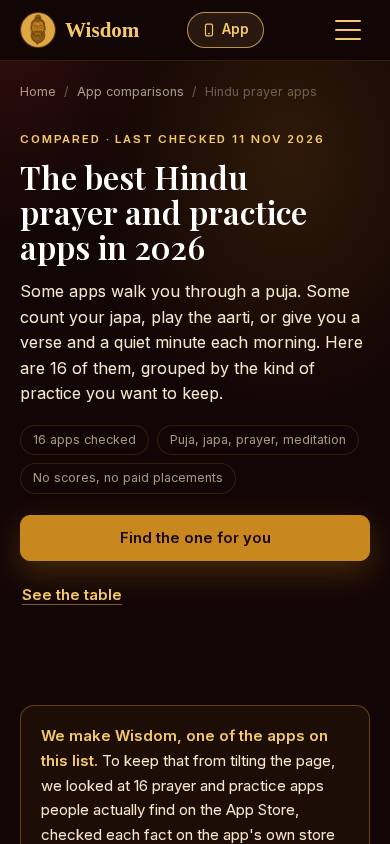 Wisdom
App
Home / App comparisons / Hindu prayer apps
COMPARED · LAST CHECKED 11 NOV 2026
The best Hindu
prayer and practice
apps in 2026
Some apps walk you through a puja. Some
count your japa, play the aarti, or give you a
verse and a quiet minute each morning. Here
are 16 of them, grouped by the kind of
practice you want to keep.
16 apps checked
Puja, japa, prayer, meditation
No scores, no paid placements
Find the one for you
See the table
We make Wisdom, one of the apps on
this list. To keep that from tilting the page,
we looked at 16 prayer and practice apps
people actually find on the App Store,
checked each fact on the app's own store